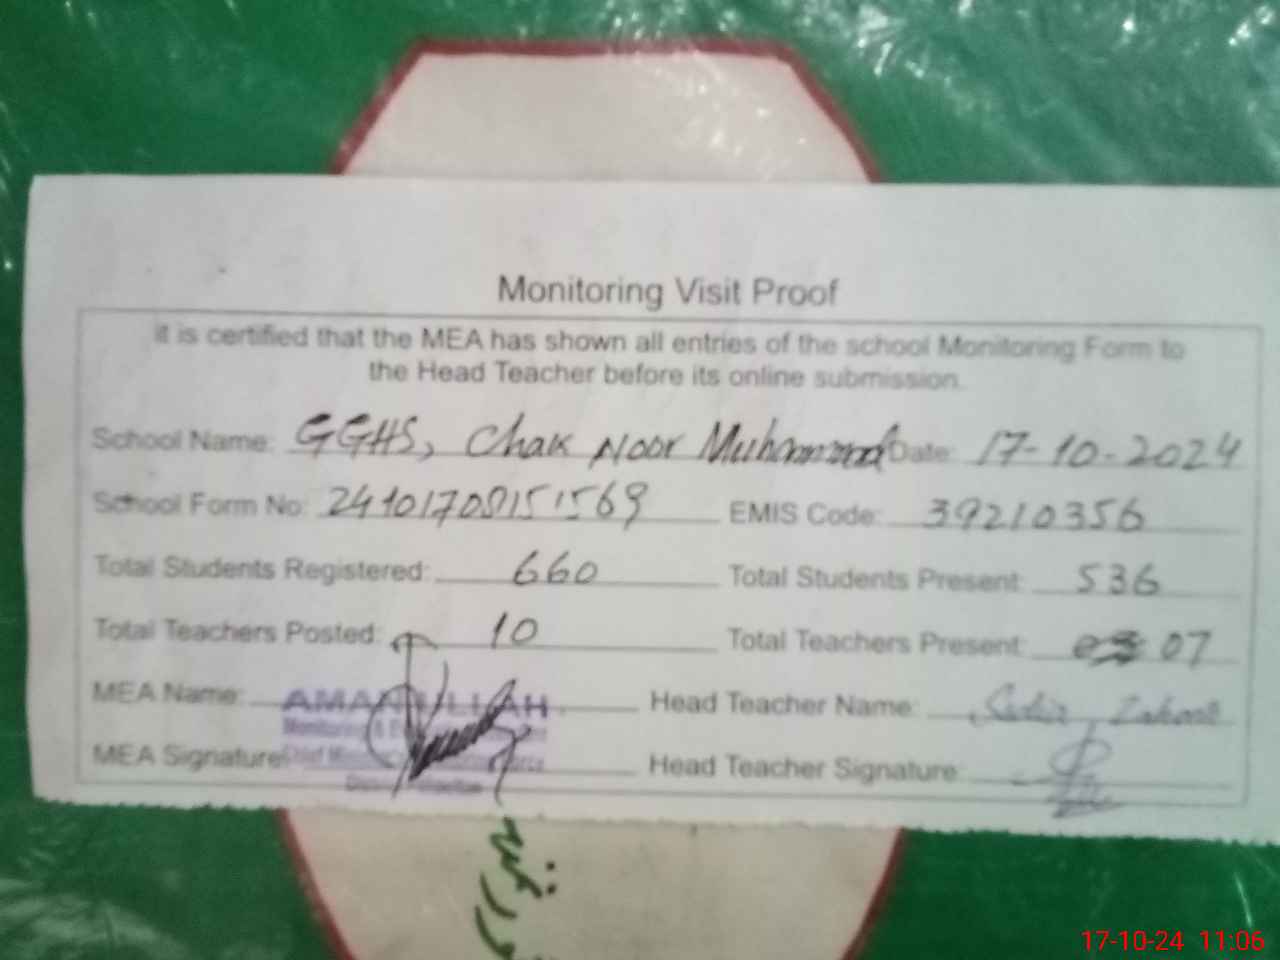 Monitoring Visit Proof
It is certified that the MEA has shown all entries of the school Monitoring Form to
the Head Teacher before its online submission.
School Name: GGHS, Chak Noor Muhammad Date: 17-10-2024
School Form No: 24101708151569 EMIS Code: 39210356
Total Students Registered: 660 Total Students Present: 536
Total Teachers Posted: 10 Total Teachers Present: 07
MEA Name: AMANULLAH Head Teacher Name:
Monitoring &
MEA Signature Head Teacher Signature:
17-10-24 11:06